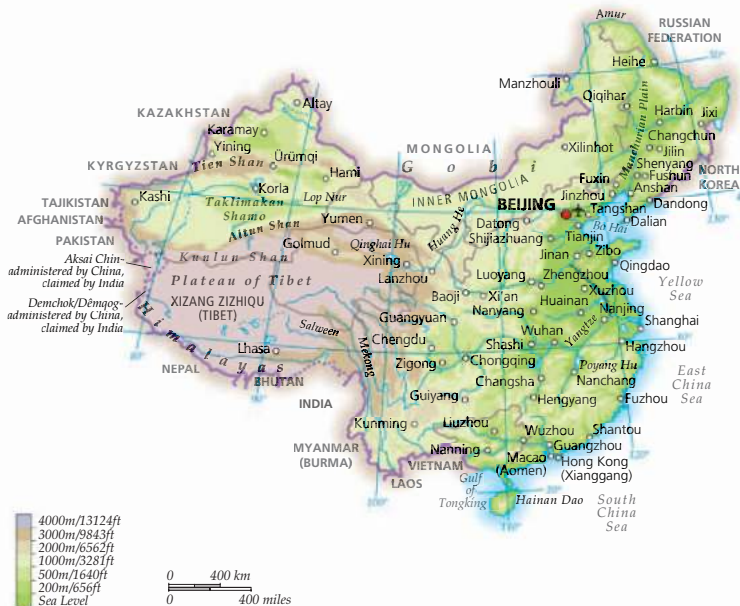 Amur
RUSSIAN
FEDERATION
Heihe
Manzhouli
Qiqihar
Harbin
Jixi
Manchurian Plain
Changchun
Jilin
Shenyang
Fushun
Anshan
NORTH
KOREA
Dandong
Altay
KAZAKHSTAN
Karamay
Yining
KYRGYZSTAN
Tien Shan
Ürümqi
Hami
MONGOLIA
Gobi
Xilinhot
INNER MONGOLIA
Fuxin
Jinzhou
BEIJING
Tangshan
Dalian
Bo Hai
TAJIKISTAN
AFGHANISTAN
PAKISTAN
Kashi
Korla
Lop Nur
Taklimakan
Shamo
Altun Shan
Yumen
Huang He
Datong
Shijiazhuang
Tianjin
Golmud
Qinghai Hu
Xining
Jinan
Zibo
Qingdao
Aksai Chin-
administered by China,
claimed by India
Kunlun Shan
Lanzhou
Luoyang
Zhengzhou
Yellow
Sea
Plateau of Tibet
Baoji
Xi'an
Xuzhou
Demchok/Dêmqog-
administered by China,
claimed by India
XIZANG ZIZHIQU
(TIBET)
Huainan
Guangyuan
Nanyang
Nanjing
Shanghai
Salween
Mekong
Wuhan
Yangtze
Himalayas
Lhasa
Chengdu
Shashi
Hangzhou
NEPAL
Zigong
Chongqing
Poyang Hu
East
China
Sea
BHUTAN
Changsha
Nanchang
INDIA
Guiyang
Hengyang
Fuzhou
Kunming
Liuzhou
Wuzhou
Shantou
MYANMAR
(BURMA)
Nanning
Guangzhou
VIETNAM
Macao
(Aomen)
Hong Kong
(Xianggang)
LAOS
Gulf
of
Tongking
Hainan Dao
South
China
Sea
100°
110°
120°
4000m/13124ft
3000m/9843ft
2000m/6562ft
1000m/3281ft
500m/1640ft
200m/656ft
Sea Level
0 400 km
0 400 miles